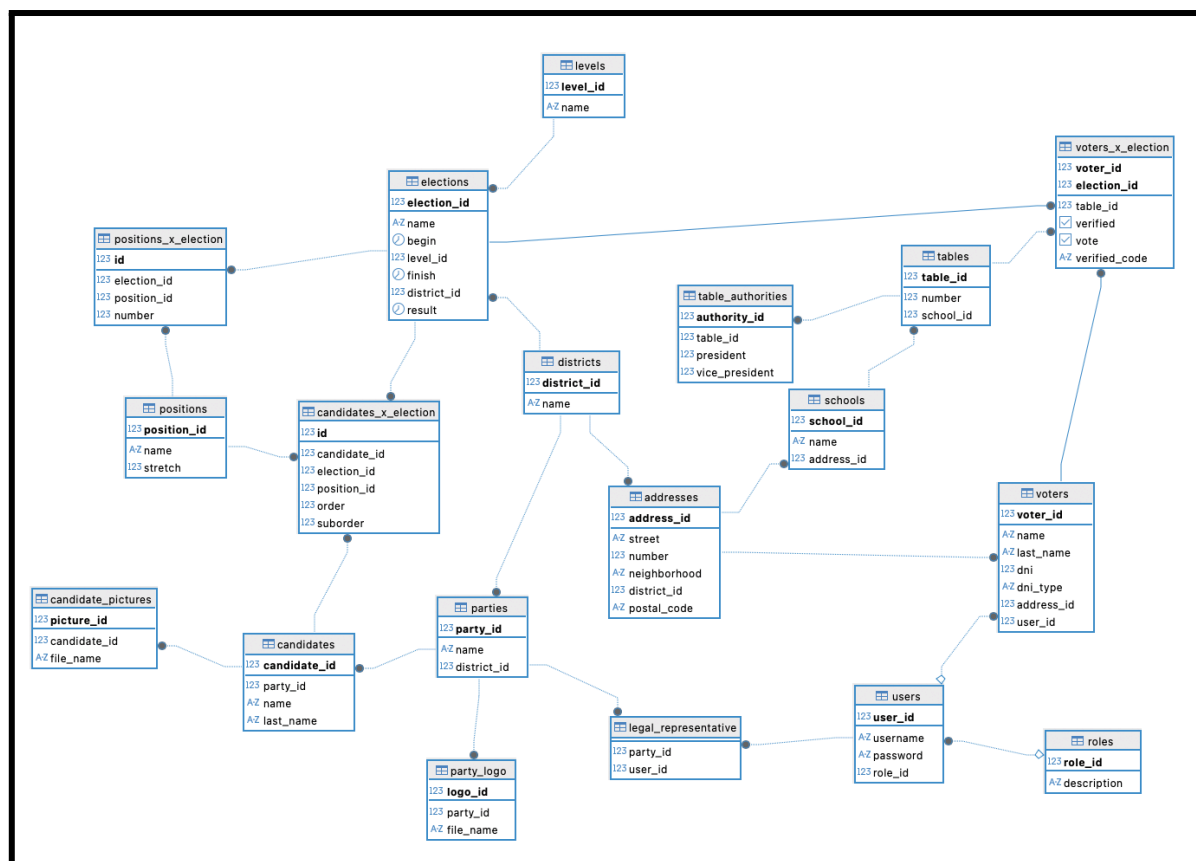 levels
123 level_id
A-Z name
elections
123 election_id
A-Z name
begin
123 level_id
finish
123 district_id
result
voters_x_election
123 voter_id
123 election_id
123 table_id
verified
vote
A-Z verified_code
positions_x_election
123 id
123 election_id
123 position_id
123 number
tables
123 table_id
123 number
123 school_id
table_authorities
123 authority_id
123 table_id
123 president
123 vice_president
districts
123 district_id
A-Z name
schools
123 school_id
A-Z name
123 address_id
positions
123 position_id
A-Z name
123 stretch
candidates_x_election
123 id
123 candidate_id
123 election_id
123 position_id
123 order
123 suborder
addresses
123 address_id
A-Z street
123 number
A-Z neighborhood
123 district_id
A-Z postal_code
voters
123 voter_id
A-Z name
A-Z last_name
123 dni
A-Z dni_type
123 address_id
123 user_id
candidate_pictures
123 picture_id
123 candidate_id
A-Z file_name
parties
123 party_id
A-Z name
123 district_id
candidates
123 candidate_id
123 party_id
A-Z name
A-Z last_name
users
123 user_id
A-Z username
A-Z password
123 role_id
legal_representative
123 party_id
123 user_id
roles
123 role_id
A-Z description
party_logo
123 logo_id
123 party_id
A-Z file_name